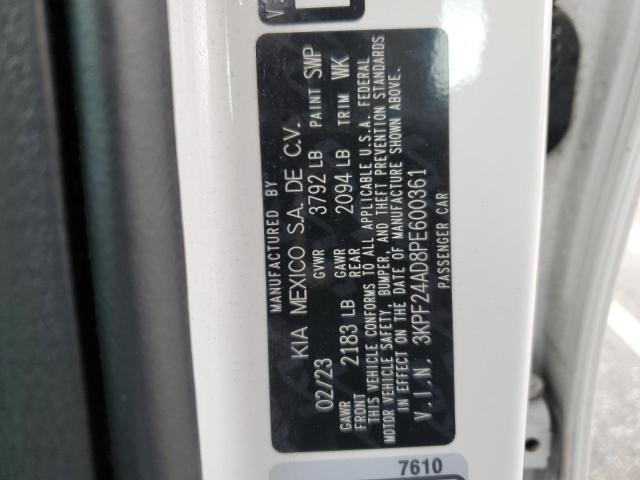 MANUFACTURED BY
KIA MEXICO S.A. DE C.V.
02/23 GVWR 3792 LB PAINT SWP
GAWR FRONT 2183 LB GAWR REAR 2094 LB TRIM WK
THIS VEHICLE CONFORMS TO ALL APPLICABLE U.S.A. FEDERAL
MOTOR VEHICLE SAFETY, BUMPER, AND THEFT PREVENTION STANDARDS
IN EFFECT ON THE DATE OF MANUFACTURE SHOWN ABOVE.
V.I.N. 3KPF24AD8PE600361
PASSENGER CAR
7610